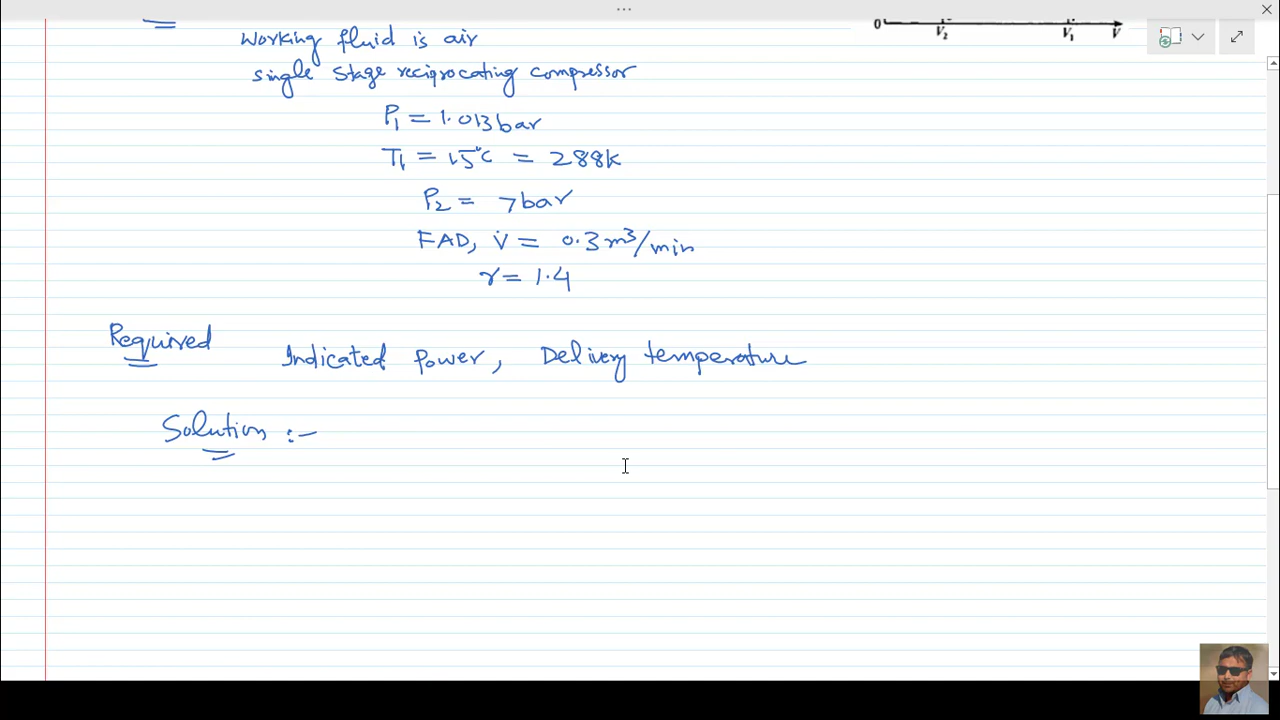 0 V₂ V₁ V
Working fluid is air
single stage reciprocating compressor
P₁ = 1.013 bar
T₁ = 15°C = 288K
P₂ = 7 bar
FAD, V̇ = 0.3 m³/min
γ = 1.4
Required
Indicated power, Delivery temperature
Solution :-